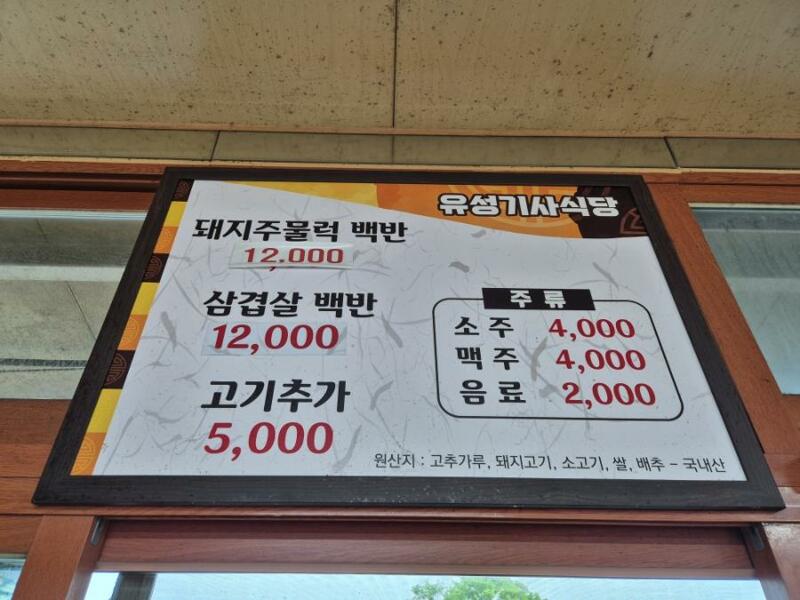 유성기사식당
돼지주물럭 백반
12,000
삼겹살 백반
12,000
고기추가
5,000
주류
소주 4,000
맥주 4,000
음료 2,000
원산지 : 고추가루, 돼지고기, 소고기, 쌀, 배추 - 국내산